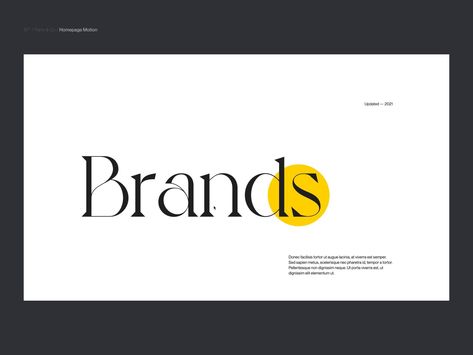 Homepage Motion
Updated — 2021
Brands
Donec facilisis tortor ut augue lacinia, at viverra est semper.
Sed sapien metus, scelerisque nec pharetra id, tempor a tortor.
Pellentesque non dignissim neque. Ut porta viverra est, ut
dignissim elit elementum ut.